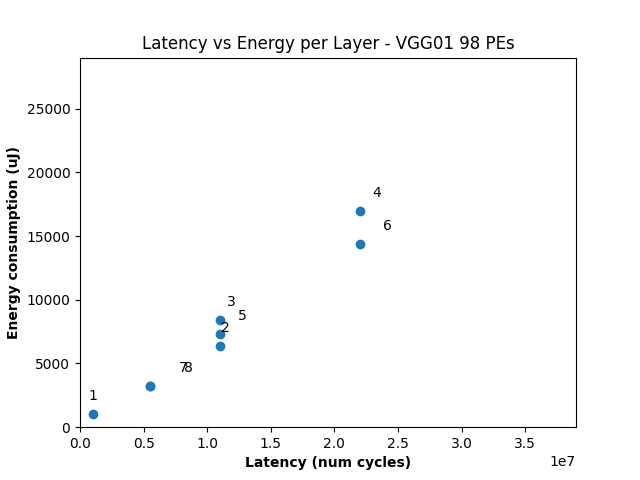 Latency vs Energy per Layer - VGG01 98 PEs
Energy consumption (uJ)
25000
20000
15000
10000
5000
0
4
6
3
5
2
7
8
1
0.0 0.5 1.0 1.5 2.0 2.5 3.0 3.5
1e7
Latency (num cycles)